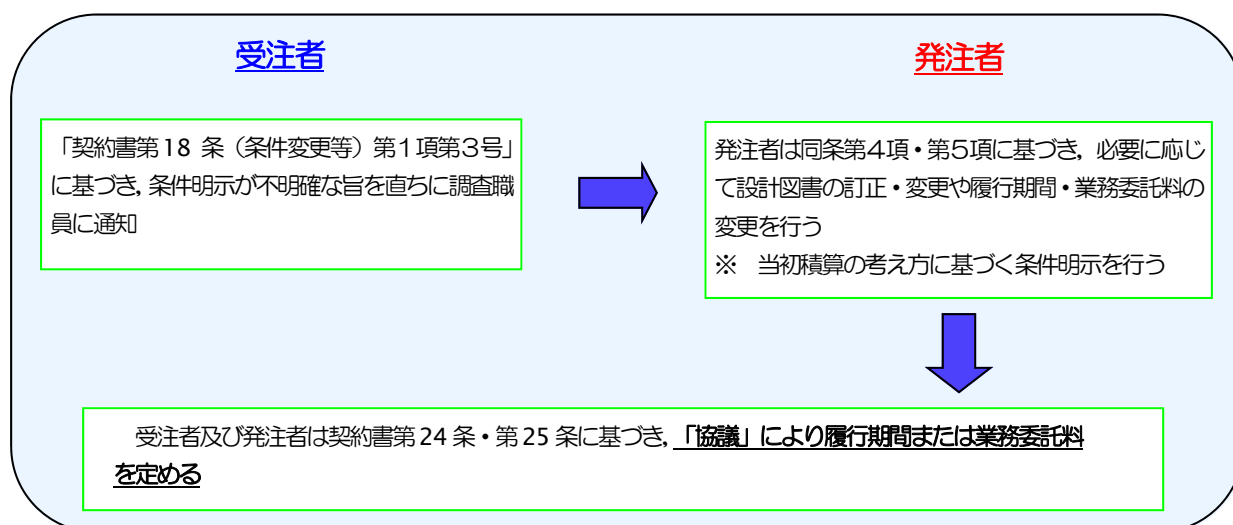 受注者
発注者
「契約書第18 条（条件変更等）第１項第３号」
に基づき, 条件明示が不明確な旨を直ちに調査職
員に通知
発注者は同条第４項・第５項に基づき, 必要に応じ
て設計図書の訂正・変更や履行期間・業務委託料の
変更を行う
※　当初積算の考え方に基づく条件明示を行う
受注者及び発注者は契約書第24 条・第25 条に基づき, 「協議」により履行期間または業務委託料
を定める